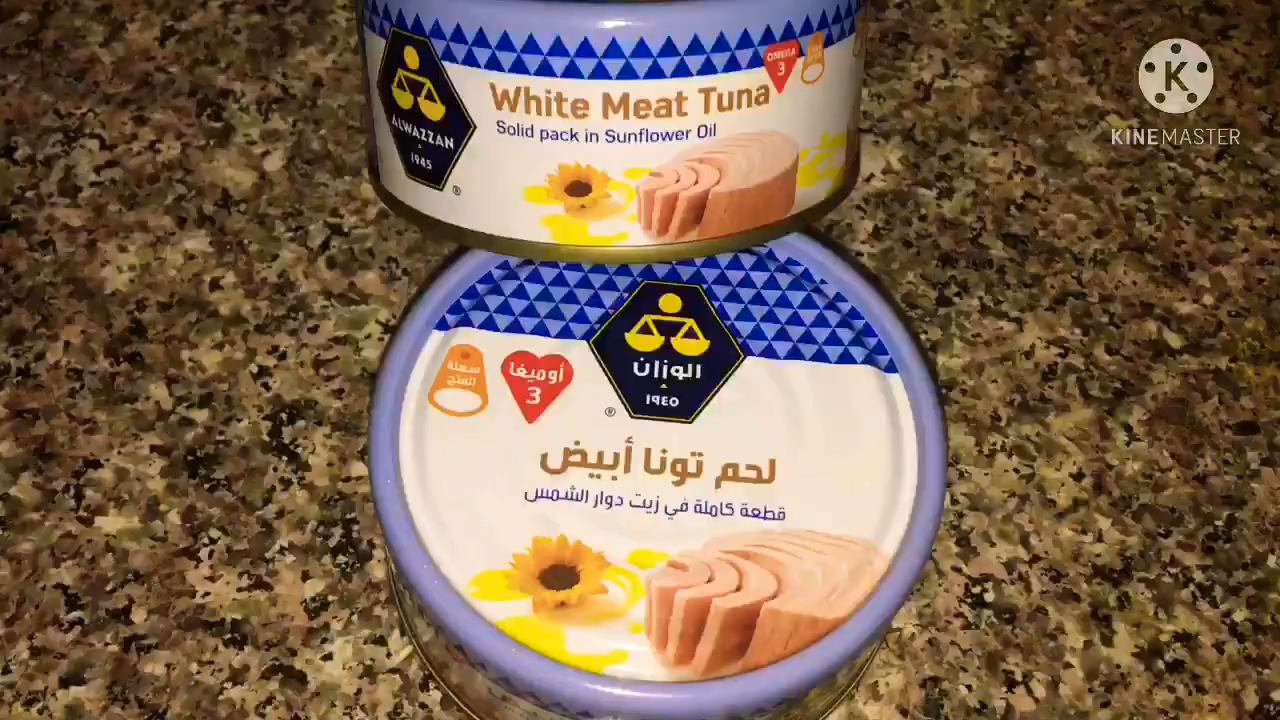 OMEGA
3
White Meat Tuna
Solid pack in Sunflower Oil
ALWAZZAN
1945
®
K
KINEMASTER
الوزان
١٩٤٥
®
أوميغا
3
سهلة
الفتح
لحم تونا أبيض
قطعة كاملة في زيت دوار الشمس